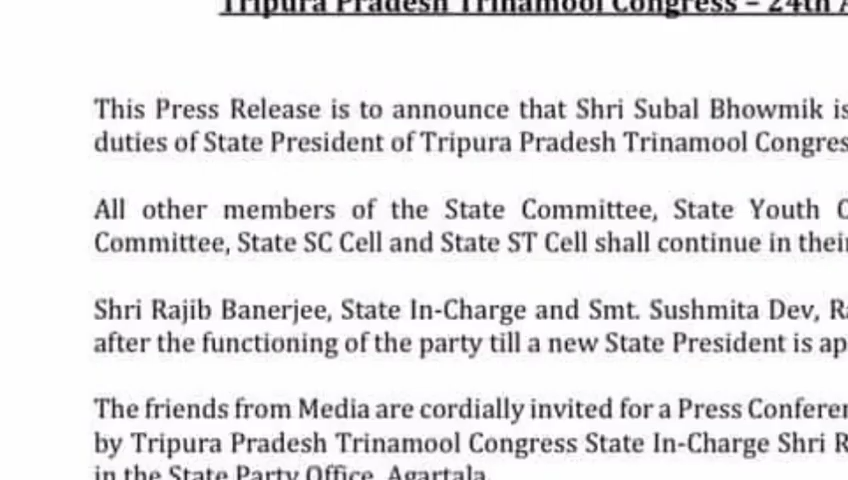 Tripura Pradesh Trinamool Congress – 24th A
This Press Release is to announce that Shri Subal Bhowmik is
duties of State President of Tripura Pradesh Trinamool Congres
All other members of the State Committee, State Youth C
Committee, State SC Cell and State ST Cell shall continue in their
Shri Rajib Banerjee, State In-Charge and Smt. Sushmita Dev, Ra
after the functioning of the party till a new State President is ap
The friends from Media are cordially invited for a Press Conferen
by Tripura Pradesh Trinamool Congress State In-Charge Shri R
in the State Party Office, Agartala.